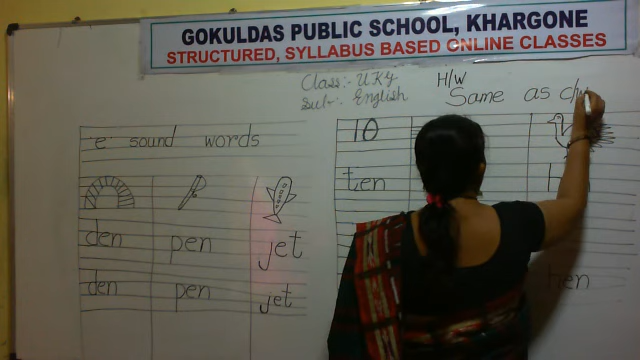 GOKULDAS PUBLIC SCHOOL, KHARGONE
STRUCTURED, SYLLABUS BASED ONLINE CLASSES
Class:- UKG
Sub:- English
H/W
Same as c/w
e sound words
den pen jet
den pen jet
10
ten
hen